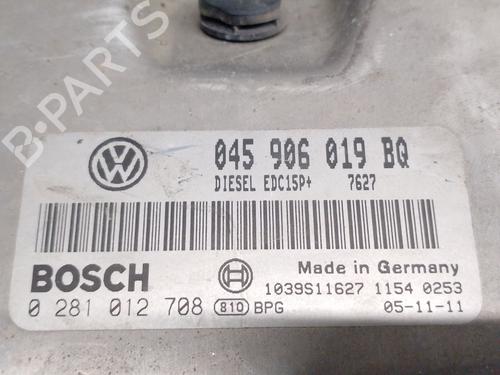 045 906 019 BQ
DIESEL EDC15P+ 7627
BOSCH
Made in Germany
1039S11627 1154 0253
0 281 012 708 810 BPG 05-11-11